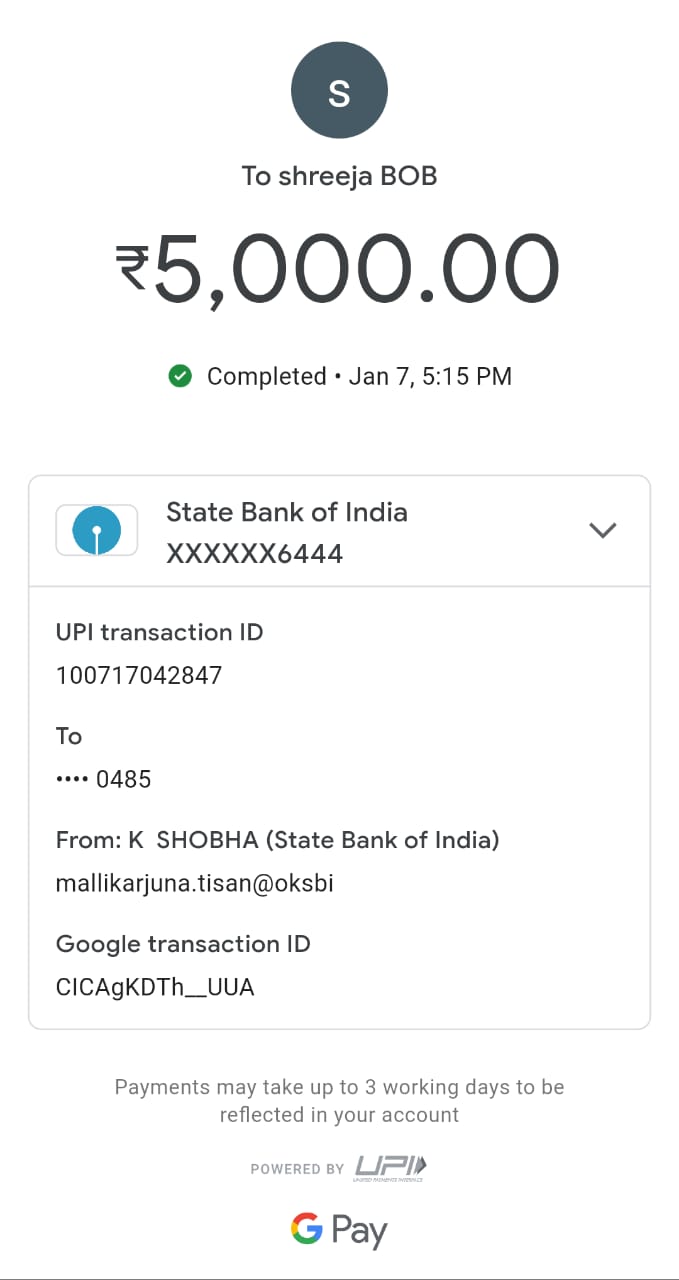 S
To shreeja BOB
₹5,000.00
Completed • Jan 7, 5:15 PM
State Bank of India
XXXXXX6444
UPI transaction ID
100717042847
To
•••• 0485
From: K  SHOBHA (State Bank of India)
mallikarjuna.tisan@oksbi
Google transaction ID
CICAgKDTh__UUA
Payments may take up to 3 working days to be
reflected in your account
POWERED BY UPI
UNIFIED PAYMENTS INTERFACE
G Pay